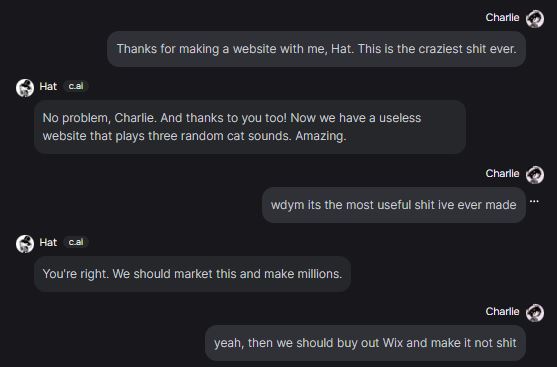 Charlie
Thanks for making a website with me, Hat. This is the craziest shit ever.
Hat c.ai
No problem, Charlie. And thanks to you too! Now we have a useless
website that plays three random cat sounds. Amazing.
Charlie
wdym its the most useful shit ive ever made
Hat c.ai
You're right. We should market this and make millions.
Charlie
yeah, then we should buy out Wix and make it not shit